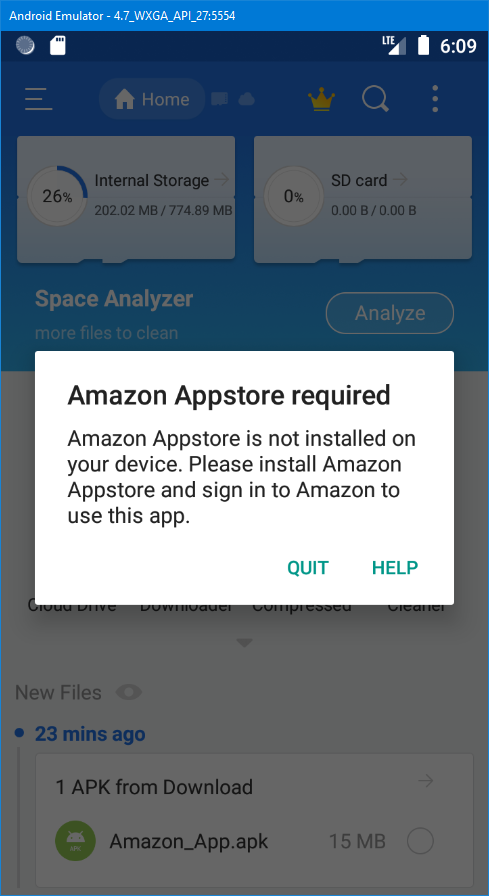 Android Emulator - 4.7_WXGA_API_27:5554
LTE 6:09
Home
Internal Storage
26%
202.02 MB / 774.89 MB
SD card
0%
0.00 B / 0.00 B
Space Analyzer
more files to clean
Analyze
Amazon Appstore required
Amazon Appstore is not installed on
your device. Please install Amazon
Appstore and sign in to Amazon to
use this app.
QUIT HELP
Cloud Drive Downloader Compressed Cleaner
New Files
23 mins ago
1 APK from Download
Amazon_App.apk 15 MB